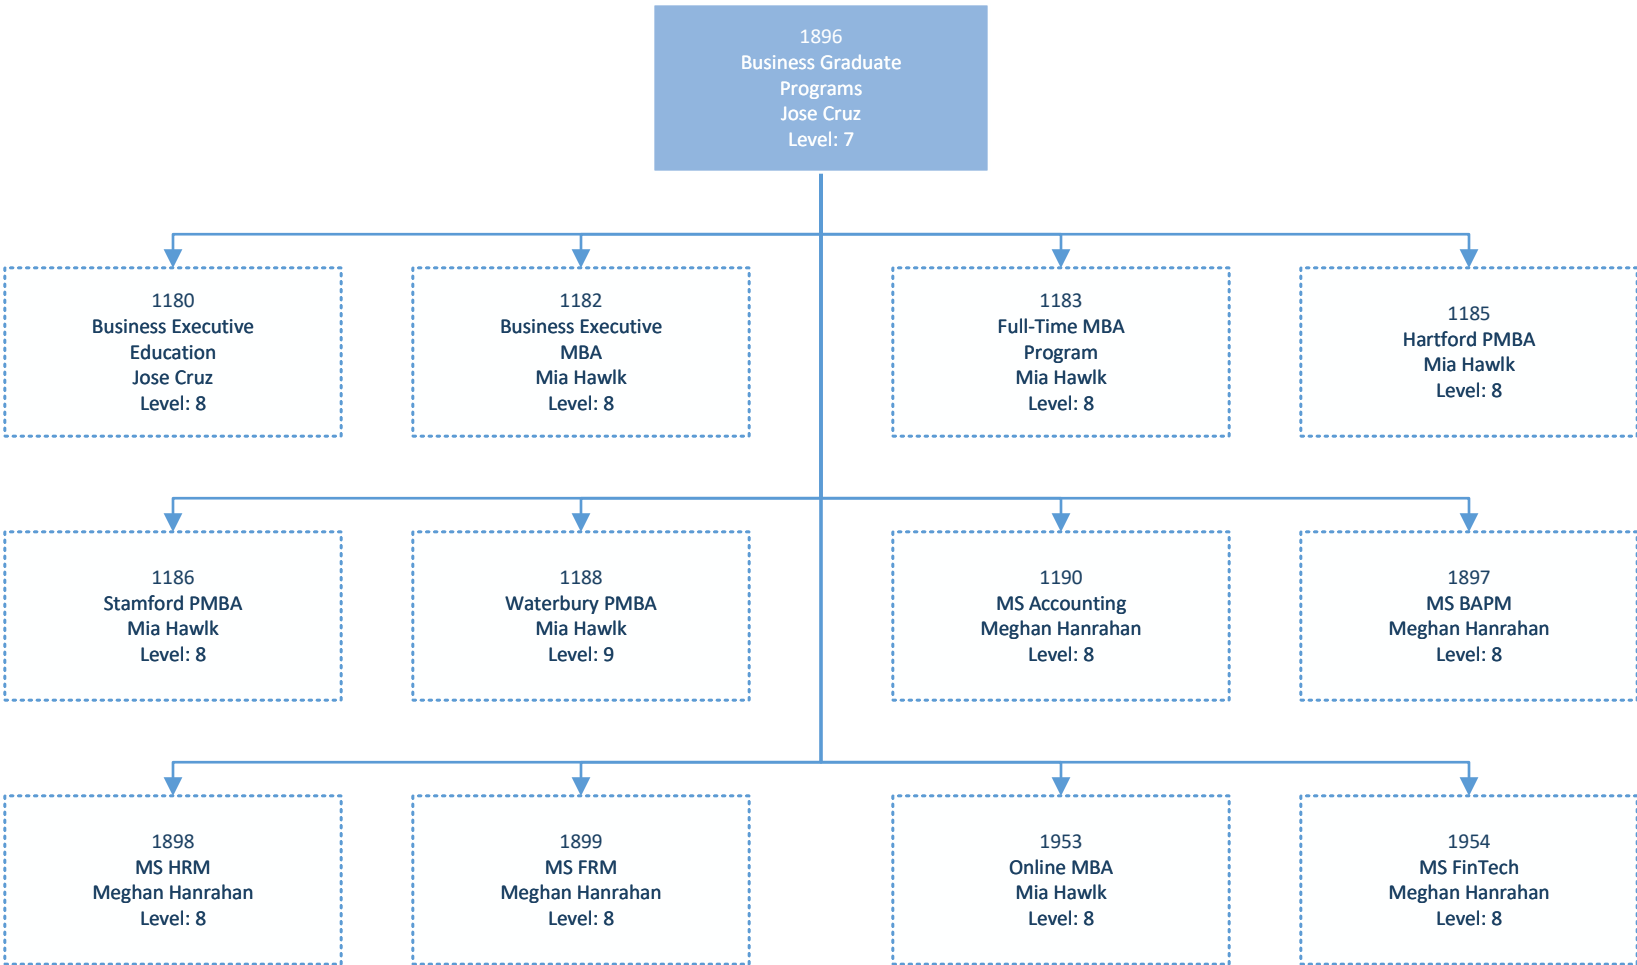 1896
Business Graduate
Programs
Jose Cruz
Level: 7
1180
Business Executive
Education
Jose Cruz
Level: 8
1182
Business Executive
MBA
Mia Hawlk
Level: 8
1183
Full-Time MBA
Program
Mia Hawlk
Level: 8
1185
Hartford PMBA
Mia Hawlk
Level: 8
1186
Stamford PMBA
Mia Hawlk
Level: 8
1188
Waterbury PMBA
Mia Hawlk
Level: 9
1190
MS Accounting
Meghan Hanrahan
Level: 8
1897
MS BAPM
Meghan Hanrahan
Level: 8
1898
MS HRM
Meghan Hanrahan
Level: 8
1899
MS FRM
Meghan Hanrahan
Level: 8
1953
Online MBA
Mia Hawlk
Level: 8
1954
MS FinTech
Meghan Hanrahan
Level: 8